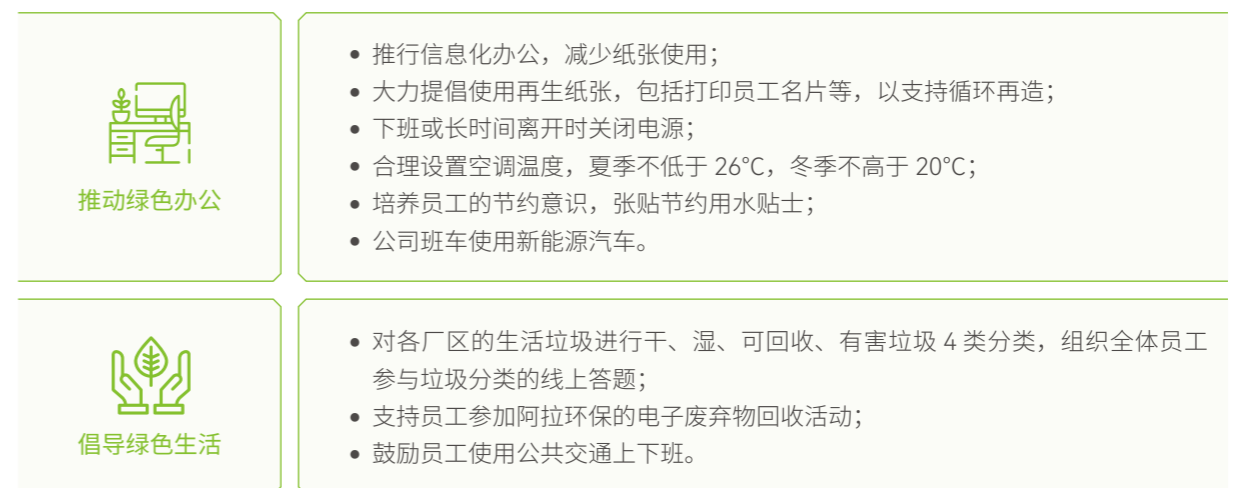 推动绿色办公
• 推行信息化办公，减少纸张使用；
• 大力提倡使用再生纸张，包括打印员工名片等，以支持循环再造；
• 下班或长时间离开时关闭电源；
• 合理设置空调温度，夏季不低于 26℃，冬季不高于 20℃；
• 培养员工的节约意识，张贴节约用水贴士；
• 公司班车使用新能源汽车。
倡导绿色生活
• 对各厂区的生活垃圾进行干、湿、可回收、有害垃圾 4 类分类，组织全体员工
参与垃圾分类的线上答题；
• 支持员工参加阿拉环保的电子废弃物回收活动；
• 鼓励员工使用公共交通上下班。